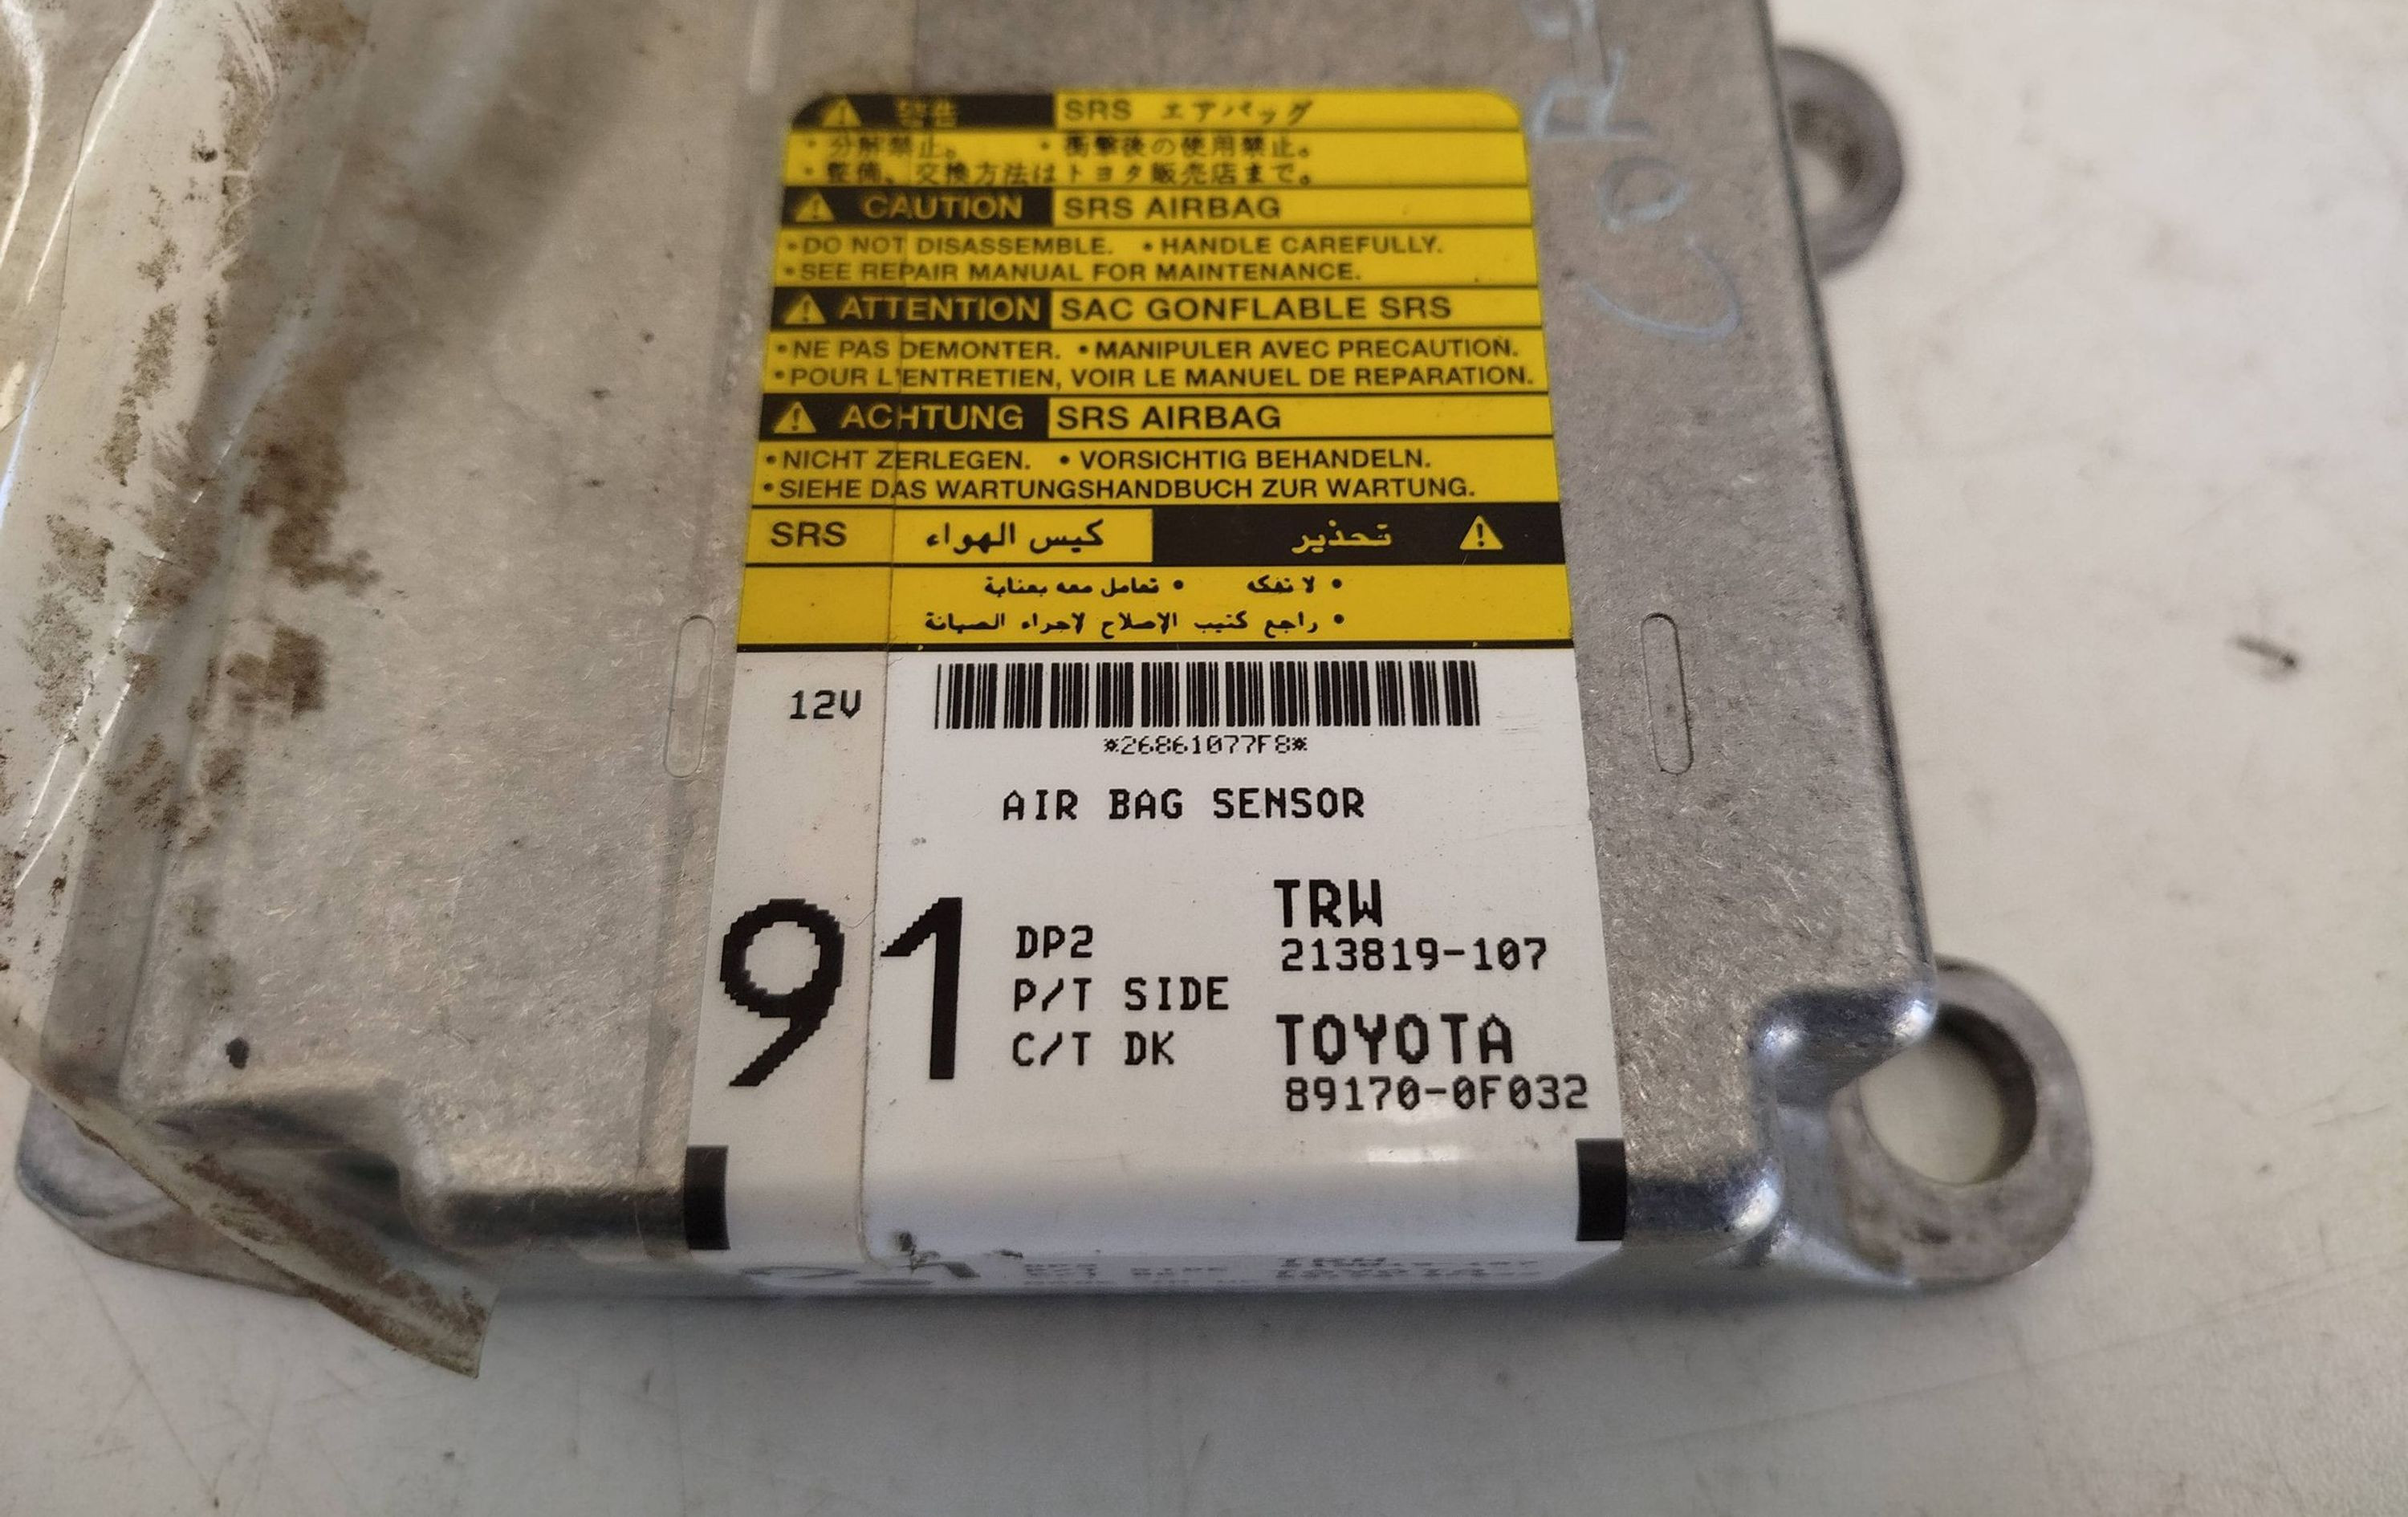 警告 SRS エアバッグ
・分解禁止。 ・衝撃後の使用禁止。
・整備、交換方法はトヨタ販売店まで。
CAUTION SRS AIRBAG
•DO NOT DISASSEMBLE. •HANDLE CAREFULLY.
•SEE REPAIR MANUAL FOR MAINTENANCE.
ATTENTION SAC GONFLABLE SRS
•NE PAS DEMONTER. •MANIPULER AVEC PRECAUTION.
•POUR L'ENTRETIEN, VOIR LE MANUEL DE REPARATION.
ACHTUNG SRS AIRBAG
•NICHT ZERLEGEN. •VORSICHTIG BEHANDELN.
•SIEHE DAS WARTUNGSHANDBUCH ZUR WARTUNG.
تحذير كيس الهواء SRS
• لا تفكه • تعامل معه بعناية
• راجع كتيب الإصلاح لاجراء الصيانة
12V
*26861077F8*
AIR BAG SENSOR
91
DP2
P/T SIDE
C/T DK
TRW
213819-107
TOYOTA
89170-0F032